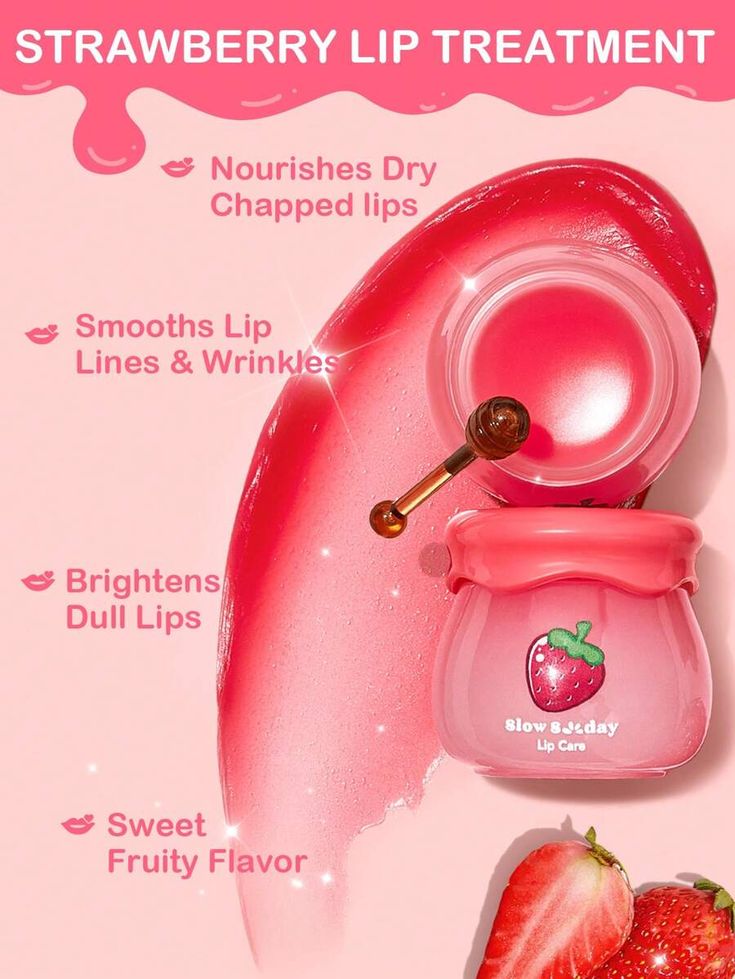 STRAWBERRY LIP TREATMENT
Nourishes Dry
Chapped lips
Smooths Lip
Lines & Wrinkles
Brightens
Dull Lips
Sweet
Fruity Flavor
Slow
Lip Care